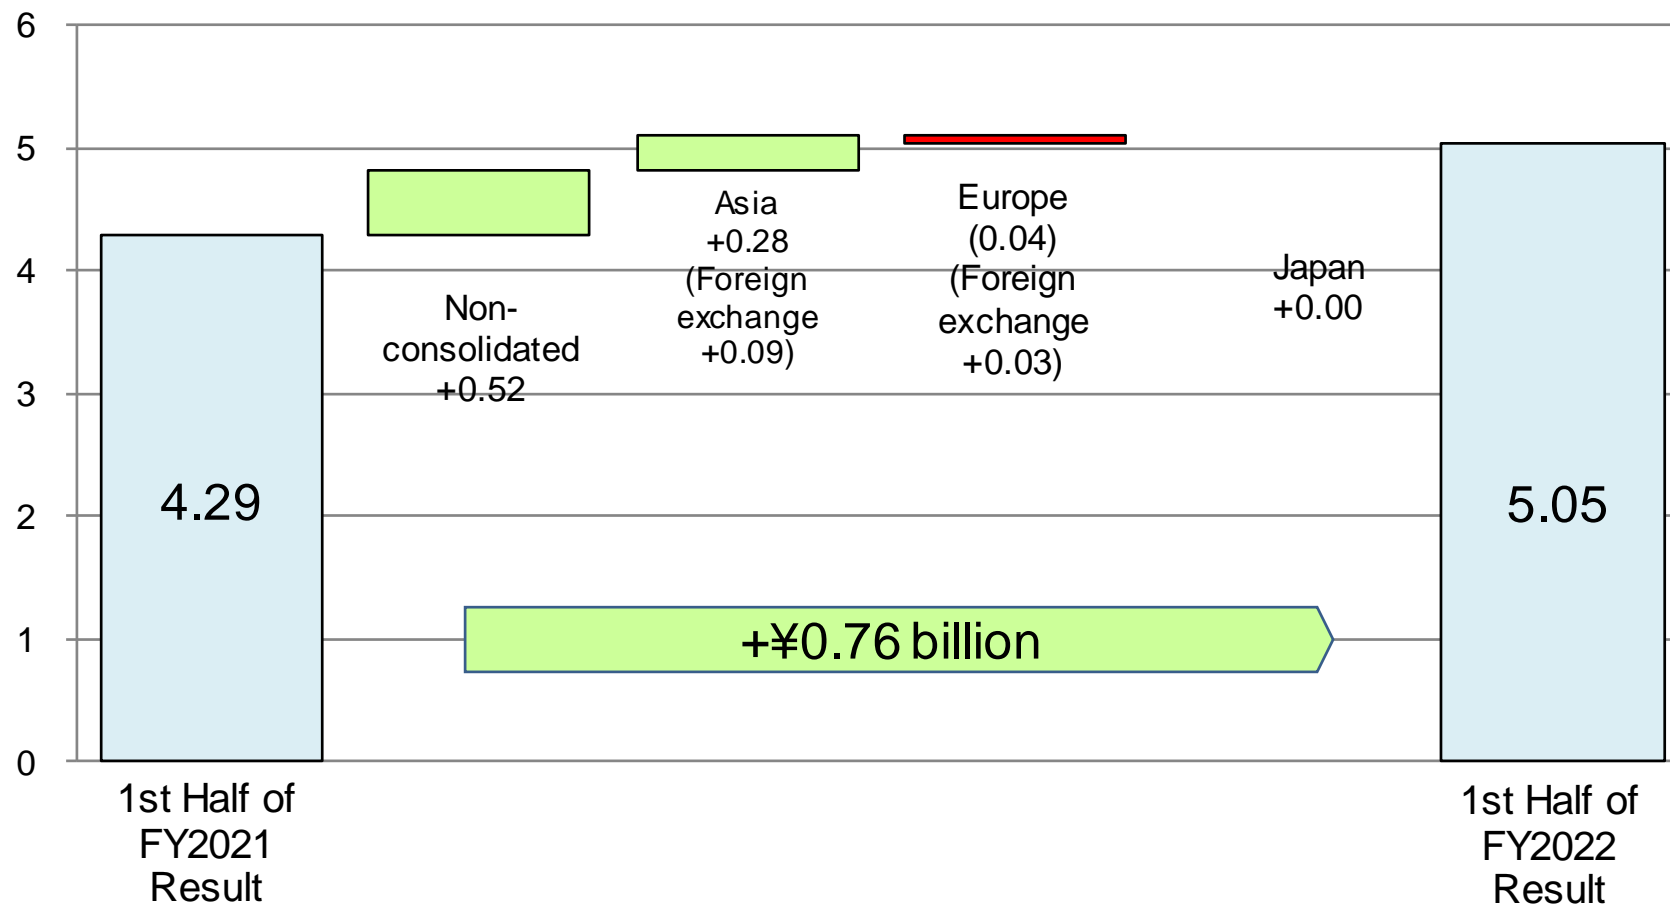 6
5
4
3
2
1
0
4.29
Non-
consolidated
+0.52
Asia
+0.28
(Foreign
exchange
+0.09)
Europe
(0.04)
(Foreign
exchange
+0.03)
Japan
+0.00
5.05
+¥0.76 billion
1st Half of
FY2021
Result
1st Half of
FY2022
Result